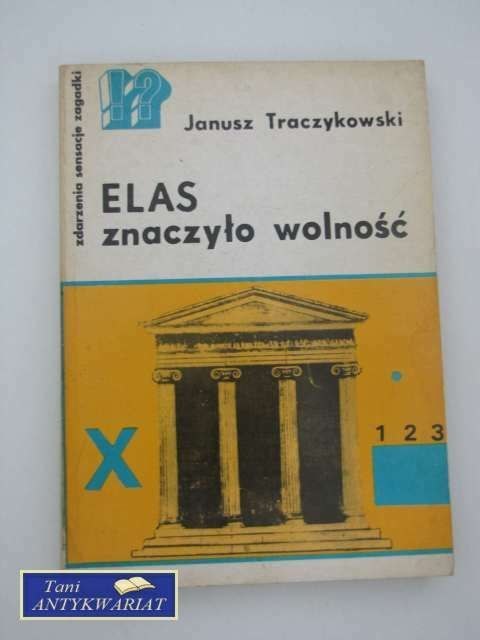 !?
zdarzenia sensacje zagadki
Janusz Traczykowski
ELAS
znaczyło wolność
X
1 2 3
Tani
ANTYKWARIAT